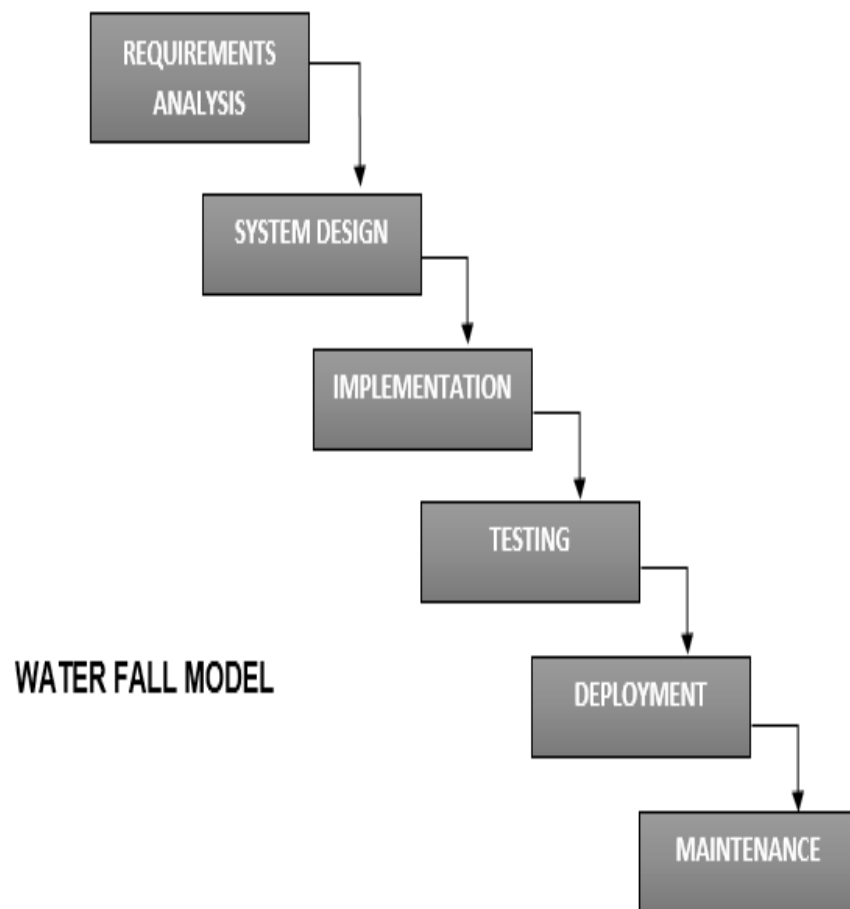 REQUIREMENTS
ANALYSIS
SYSTEM DESIGN
IMPLEMENTATION
TESTING
WATER FALL MODEL
DEPLOYMENT
MAINTENANCE